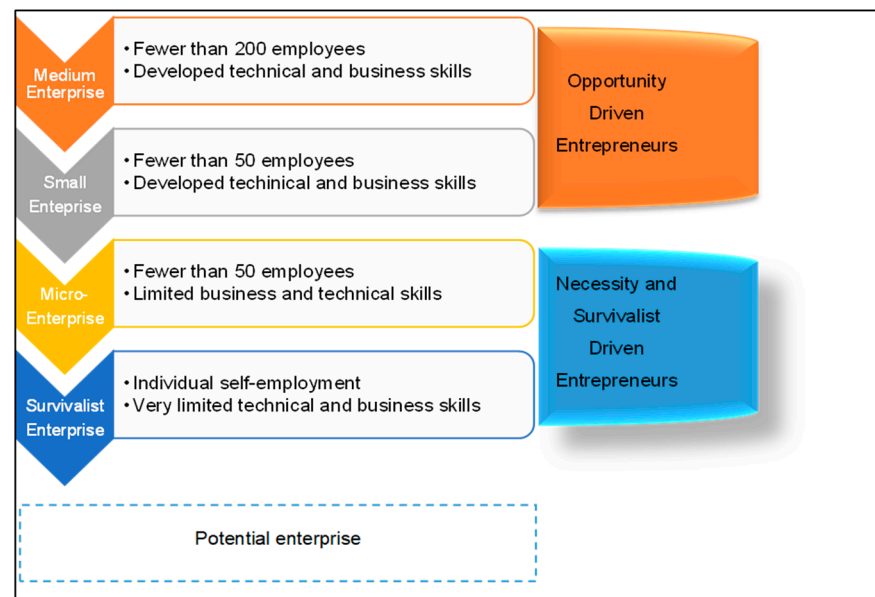 Medium
Enterprise
• Fewer than 200 employees
• Developed technical and business skills
Opportunity
Driven
Entrepreneurs
Small
Enteprise
• Fewer than 50 employees
• Developed techinical and business skills
Micro-
Enterprise
• Fewer than 50 employees
• Limited business and technical skills
Necessity and
Survivalist
Driven
Entrepreneurs
Survivalist
Enterprise
• Individual self-employment
• Very limited technical and business skills
Potential enterprise